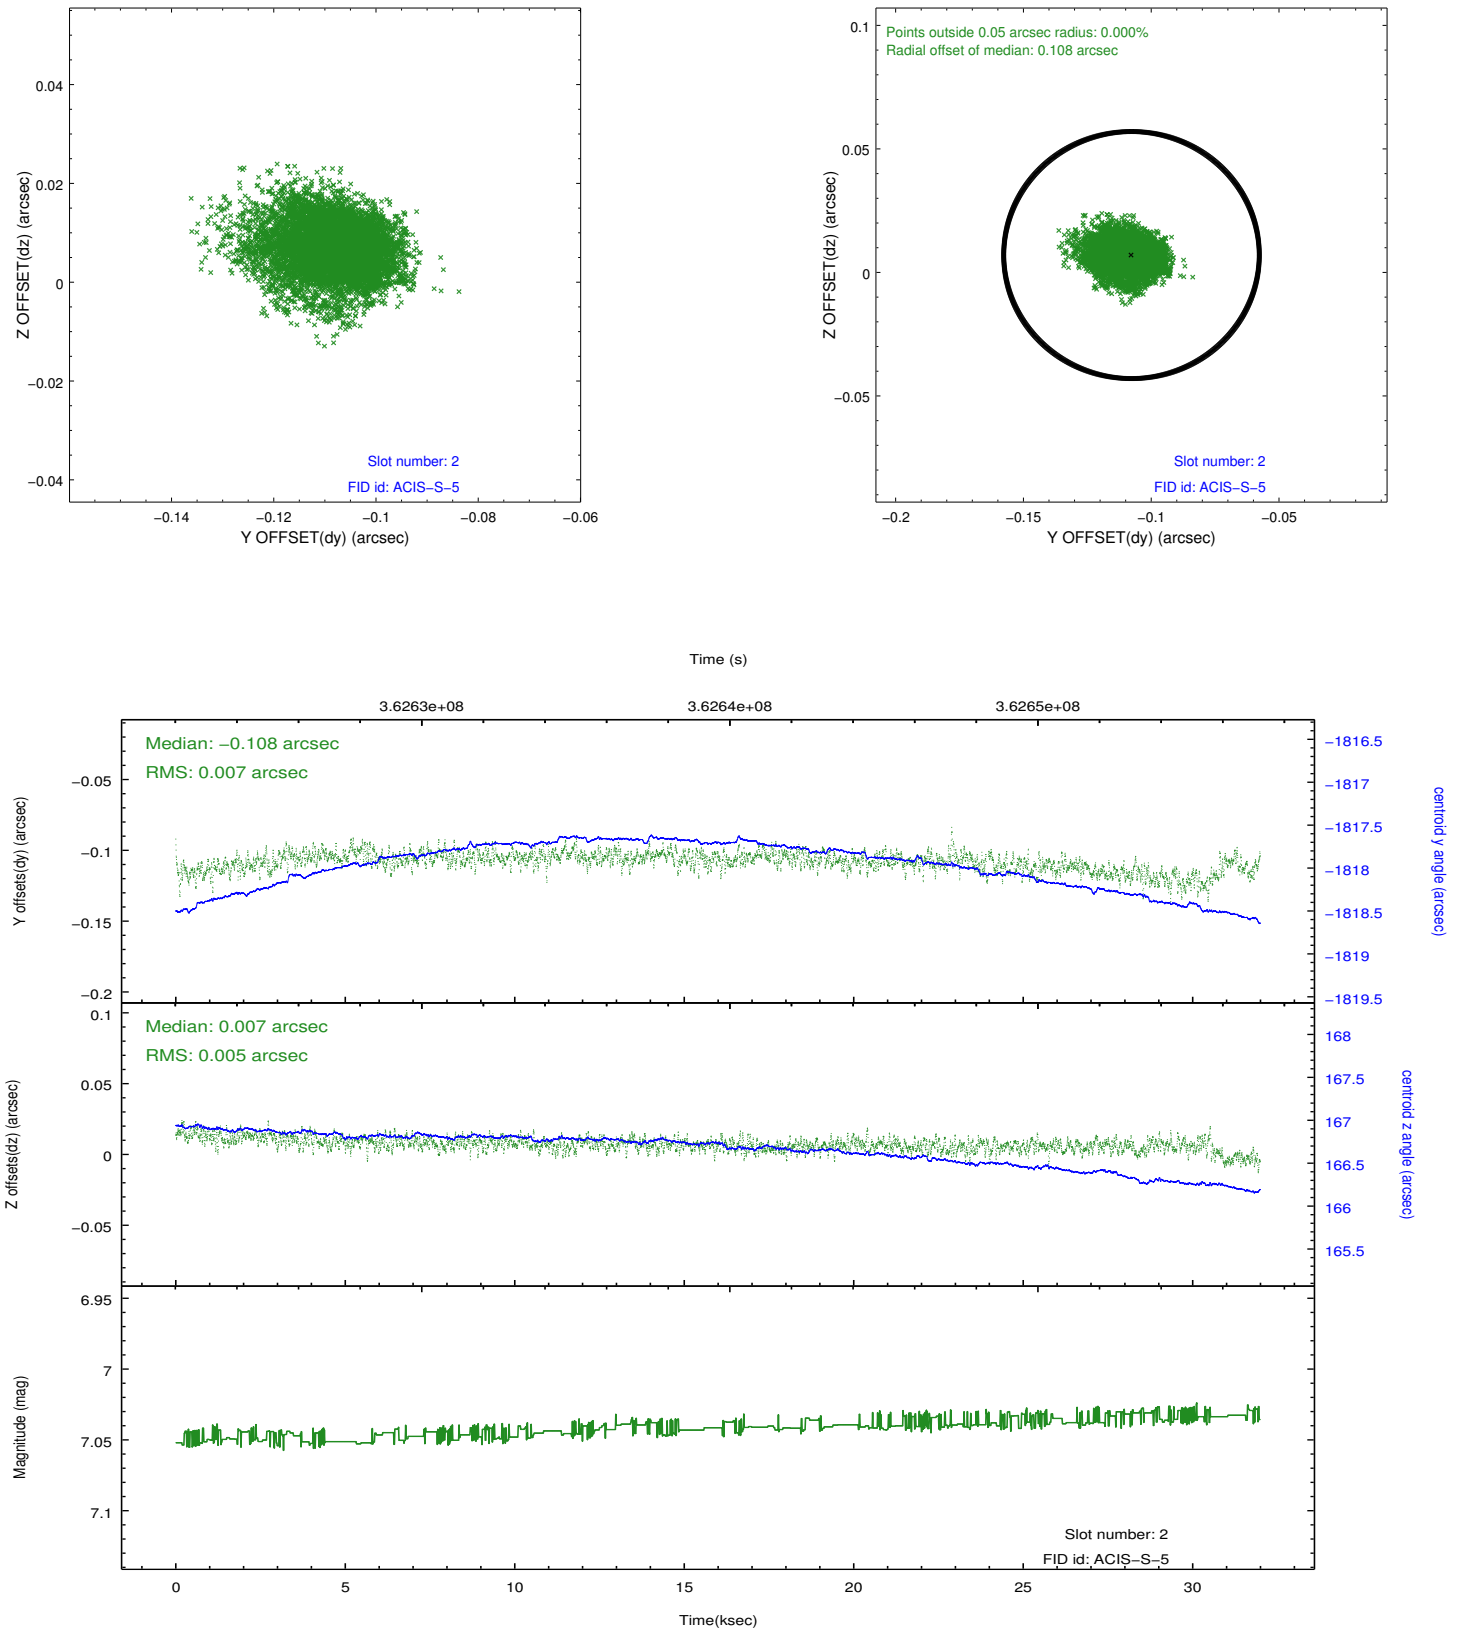 0.04
0.02
0
−0.02
−0.04
Z OFFSET(dz) (arcsec)
Slot number: 2
FID id: ACIS−S−5
−0.14
−0.12
−0.1
−0.08
−0.06
Y OFFSET(dy) (arcsec)
Points outside 0.05 arcsec radius: 0.000%
Radial offset of median: 0.108 arcsec
0.1
0.05
0
−0.05
Z OFFSET(dz) (arcsec)
Slot number: 2
FID id: ACIS−S−5
−0.2
−0.15
−0.1
−0.05
Y OFFSET(dy) (arcsec)
Time (s)
3.6263e+08
3.6264e+08
3.6265e+08
Median: −0.108 arcsec
RMS: 0.007 arcsec
−0.05
−0.1
−0.15
−0.2
Y offsets(dy) (arcsec)
−1816.5
−1817
−1817.5
−1818
−1818.5
−1819
−1819.5
centroid y angle (arcsec)
Median: 0.007 arcsec
RMS: 0.005 arcsec
0.1
0.05
0
−0.05
Z offsets(dz) (arcsec)
168
167.5
167
166.5
166
165.5
centroid z angle (arcsec)
6.95
7
7.05
7.1
Magnitude (mag)
Slot number: 2
FID id: ACIS−S−5
0
5
10
15
20
25
30
Time(ksec)